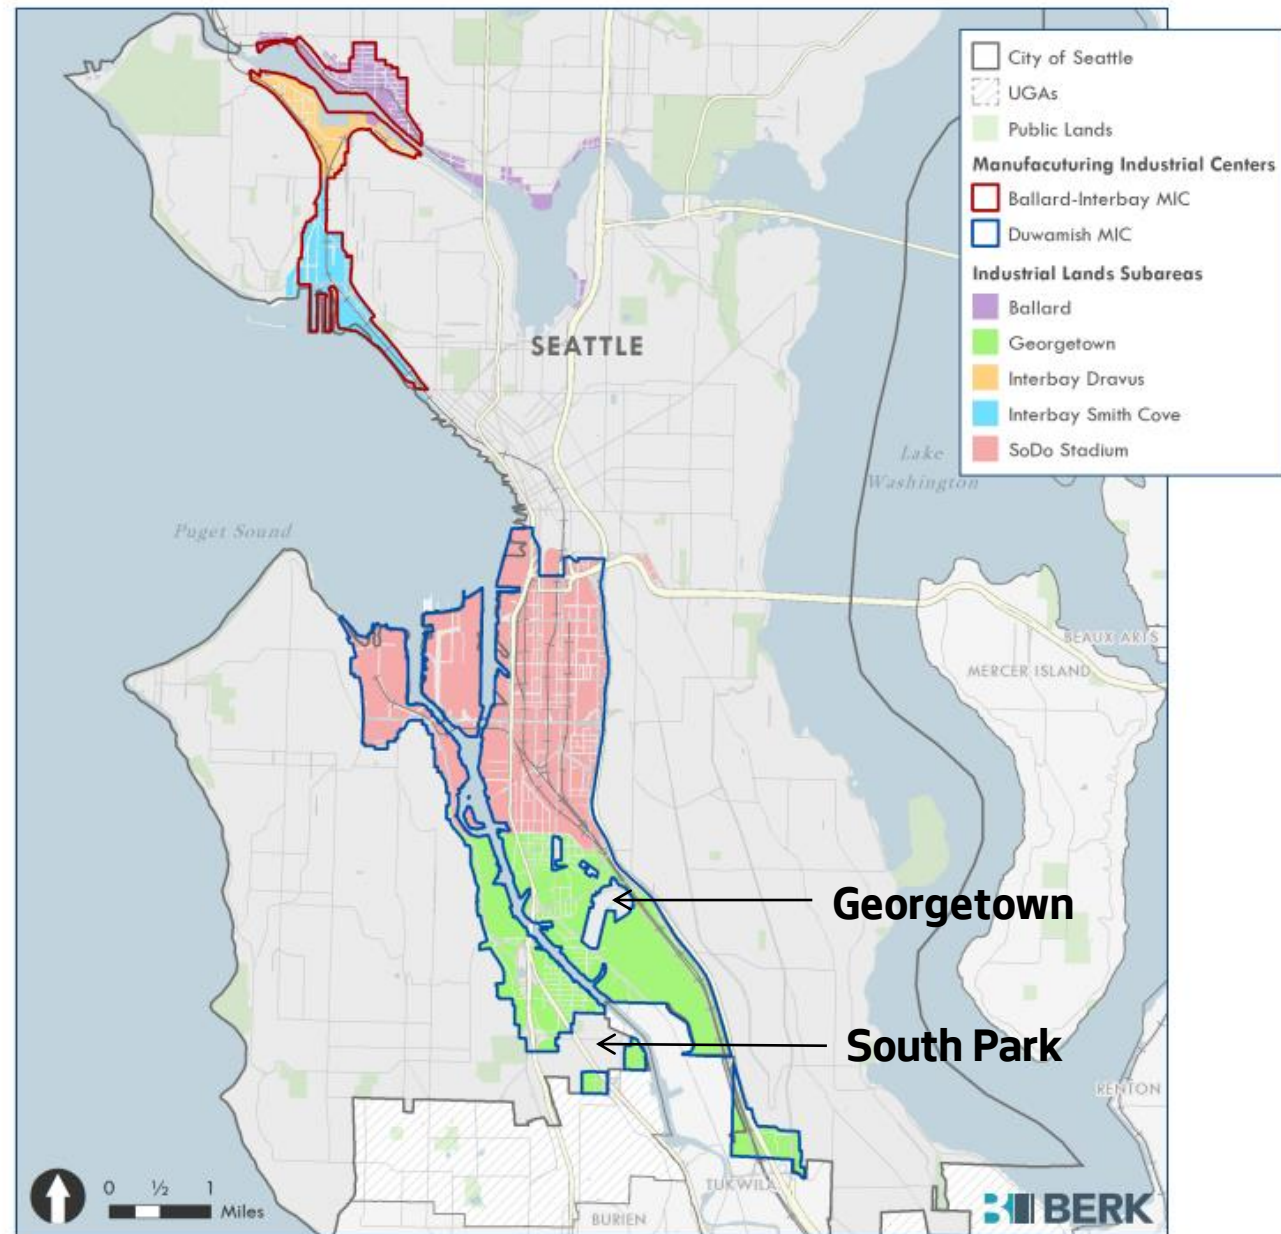 City of Seattle
UGAs
Public Lands
Manufacuturing Industrial Centers
Ballard-Interbay MIC
Duwamish MIC
Industrial Lands Subareas
Ballard
Georgetown
Interbay Dravus
Interbay Smith Cove
SoDo Stadium
SEATTLE
Lake
Washington
Puget Sound
BEAUX ARTS
MERCER ISLAND
Georgetown
South Park
RENTON
TUKWILA
BURIEN
0 ½ 1
Miles
BERK